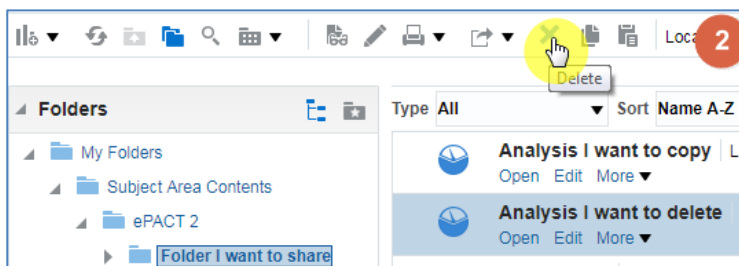 Loca
2
Delete
Folders
Type All
Sort Name A-Z
My Folders
Subject Area Contents
ePACT 2
Folder I want to share
Analysis I want to copy L
Open Edit More
Analysis I want to delete
Open Edit More